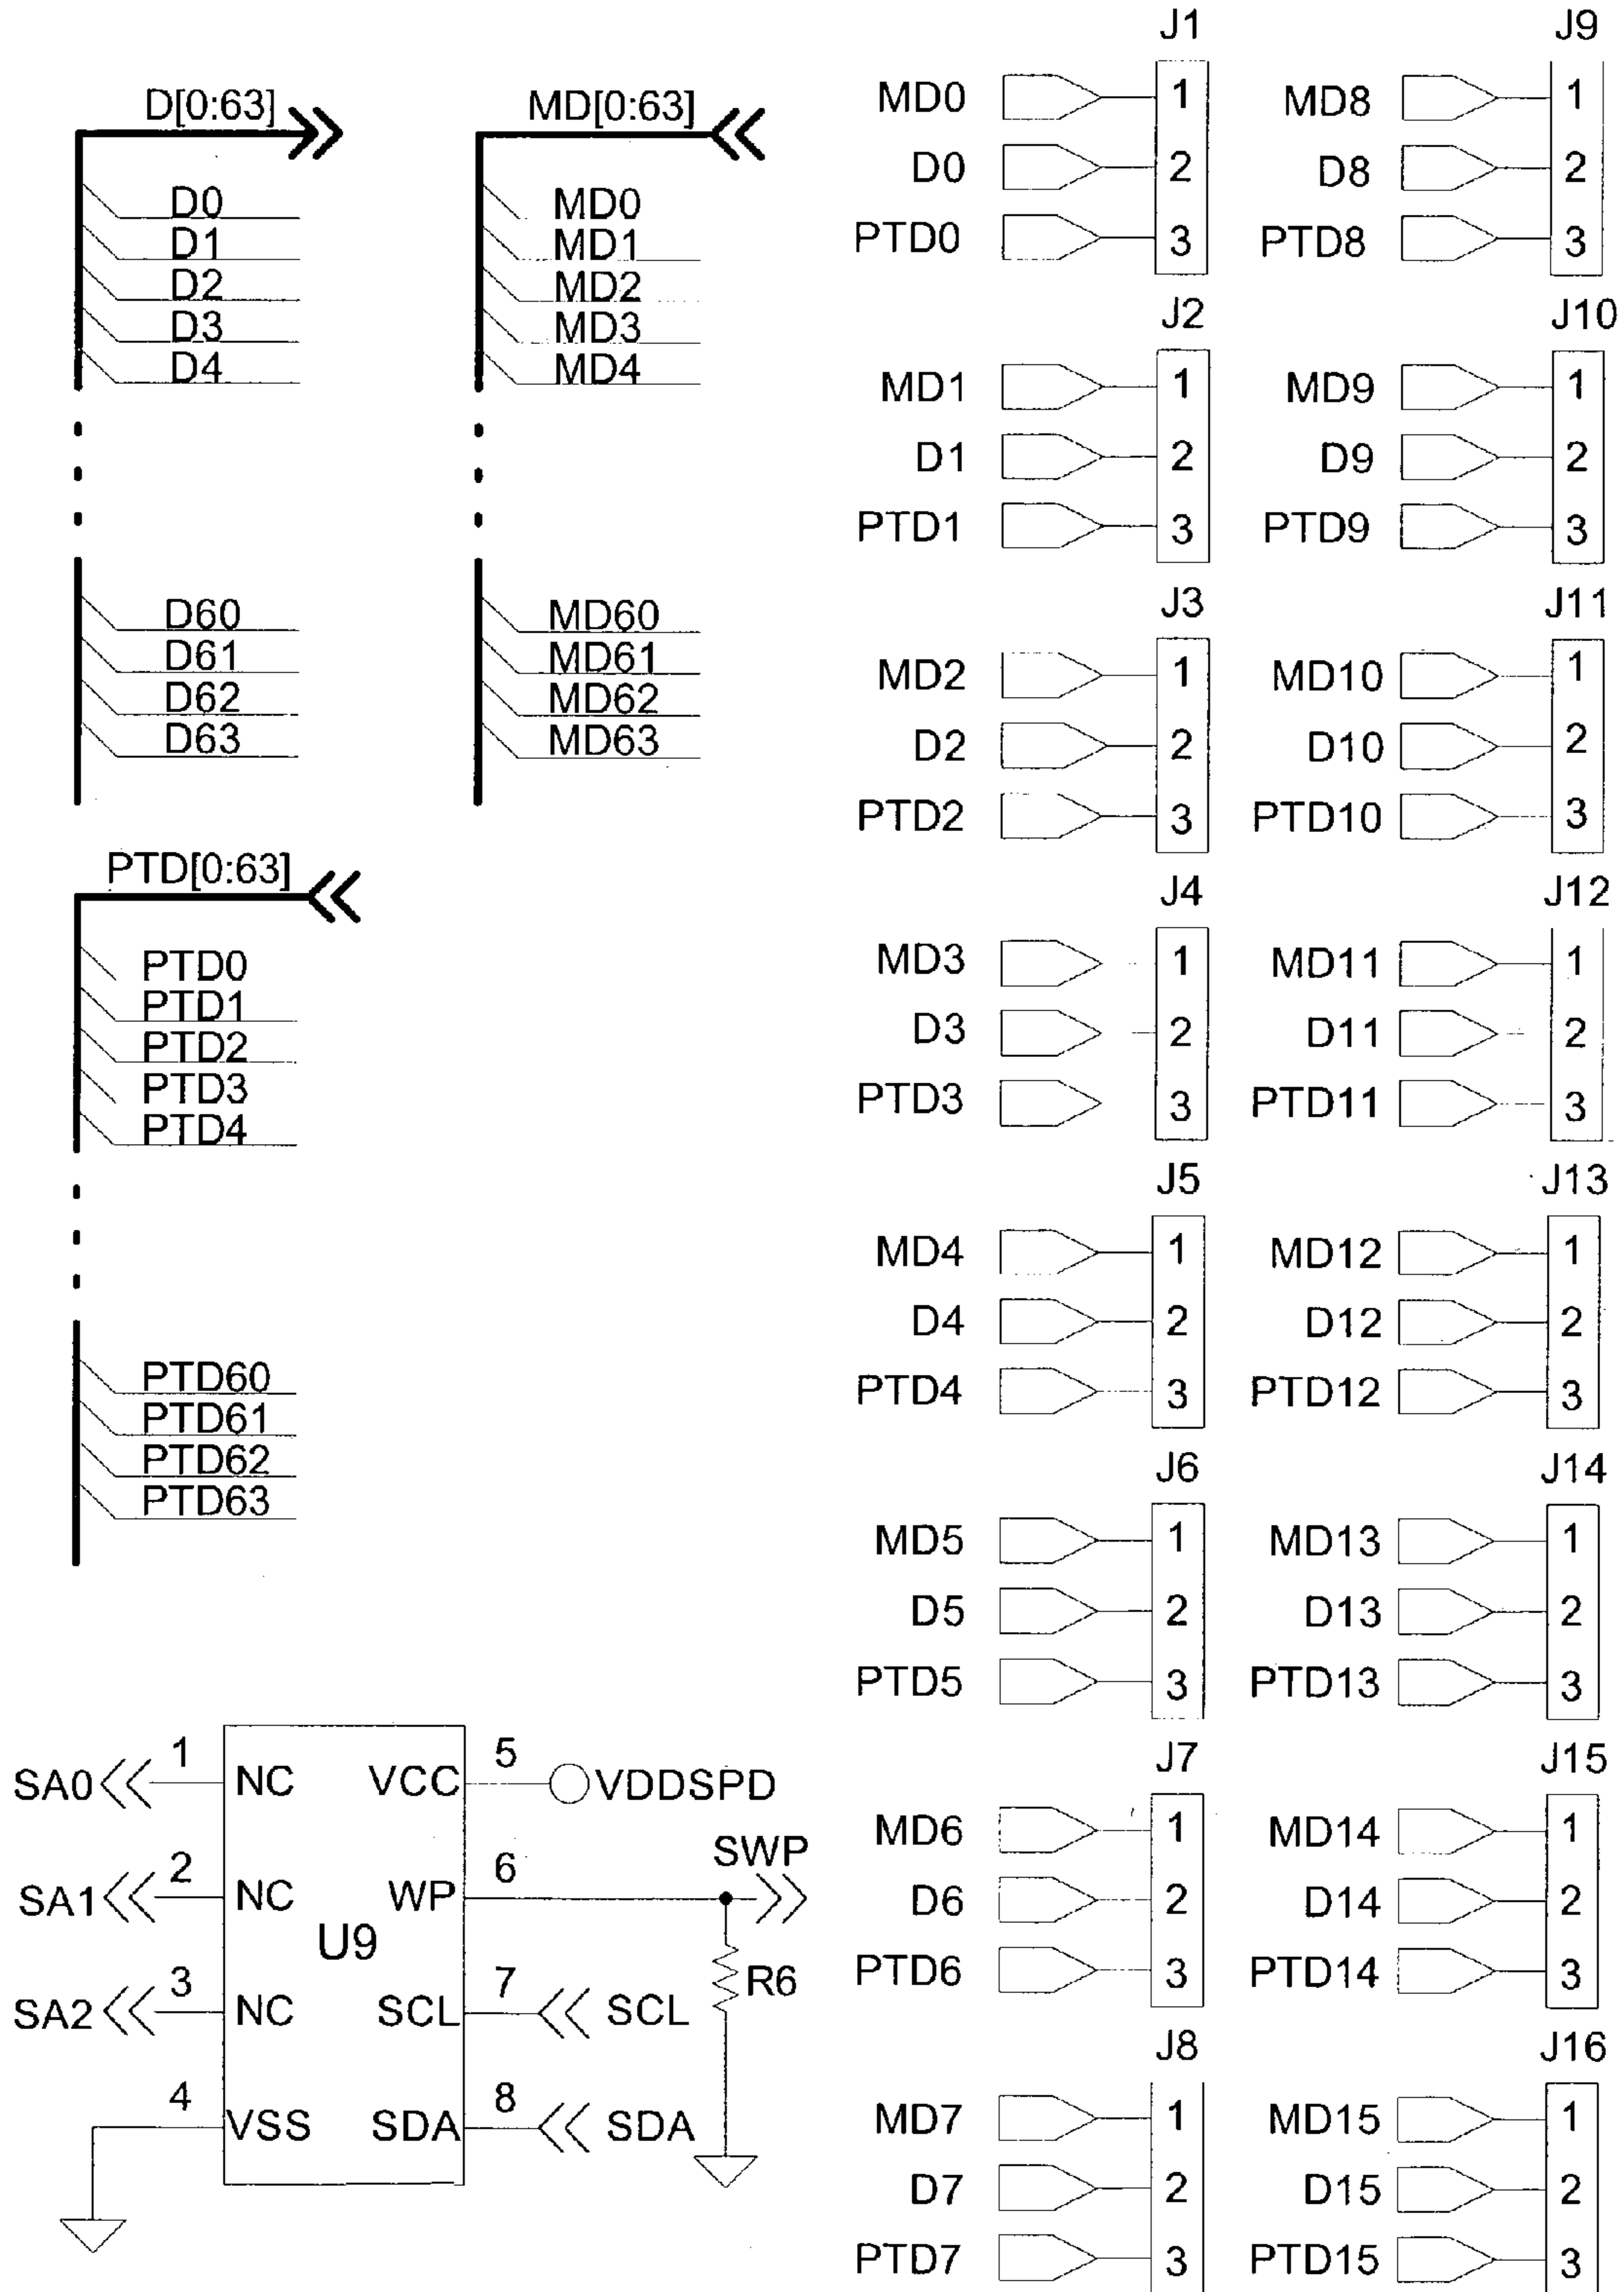 D[0:63]
D0
D1
D2
D3
D4
D60
D61
D62
D63
MD[0:63]
MD0
MD1
MD2
MD3
MD4
MD60
MD61
MD62
MD63
PTD[0:63]
PTD0
PTD1
PTD2
PTD3
PTD4
PTD60
PTD61
PTD62
PTD63
SA0 1 NC VCC 5 VDDSPD
SA1 2 NC WP 6 SWP
U9
R6
SA2 3 NC SCL 7 SCL
4 VSS SDA 8 SDA
J1
MD0 1
D0 2
PTD0 3
J2
MD1 1
D1 2
PTD1 3
J3
MD2 1
D2 2
PTD2 3
J4
MD3 1
D3 2
PTD3 3
J5
MD4 1
D4 2
PTD4 3
J6
MD5 1
D5 2
PTD5 3
J7
MD6 1
D6 2
PTD6 3
J8
MD7 1
D7 2
PTD7 3
J9
MD8 1
D8 2
PTD8 3
J10
MD9 1
D9 2
PTD9 3
J11
MD10 1
D10 2
PTD10 3
J12
MD11 1
D11 2
PTD11 3
J13
MD12 1
D12 2
PTD12 3
J14
MD13 1
D13 2
PTD13 3
J15
MD14 1
D14 2
PTD14 3
J16
MD15 1
D15 2
PTD15 3